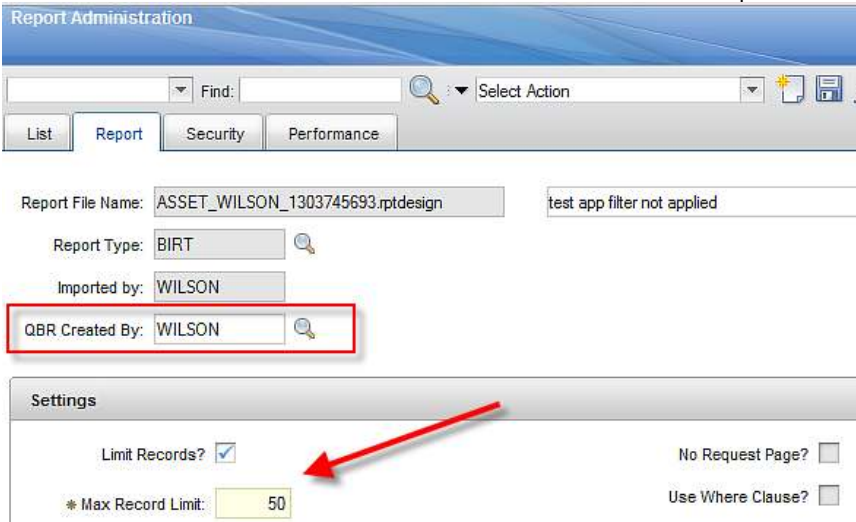 Report Administration
Find: Select Action
List Report Security Performance
Report File Name: ASSET_WILSON_1303745693.rptdesign test app filter not applied
Report Type: BIRT
Imported by: WILSON
QBR Created By: WILSON
Settings
Limit Records? No Request Page?
* Max Record Limit: 50 Use Where Clause?